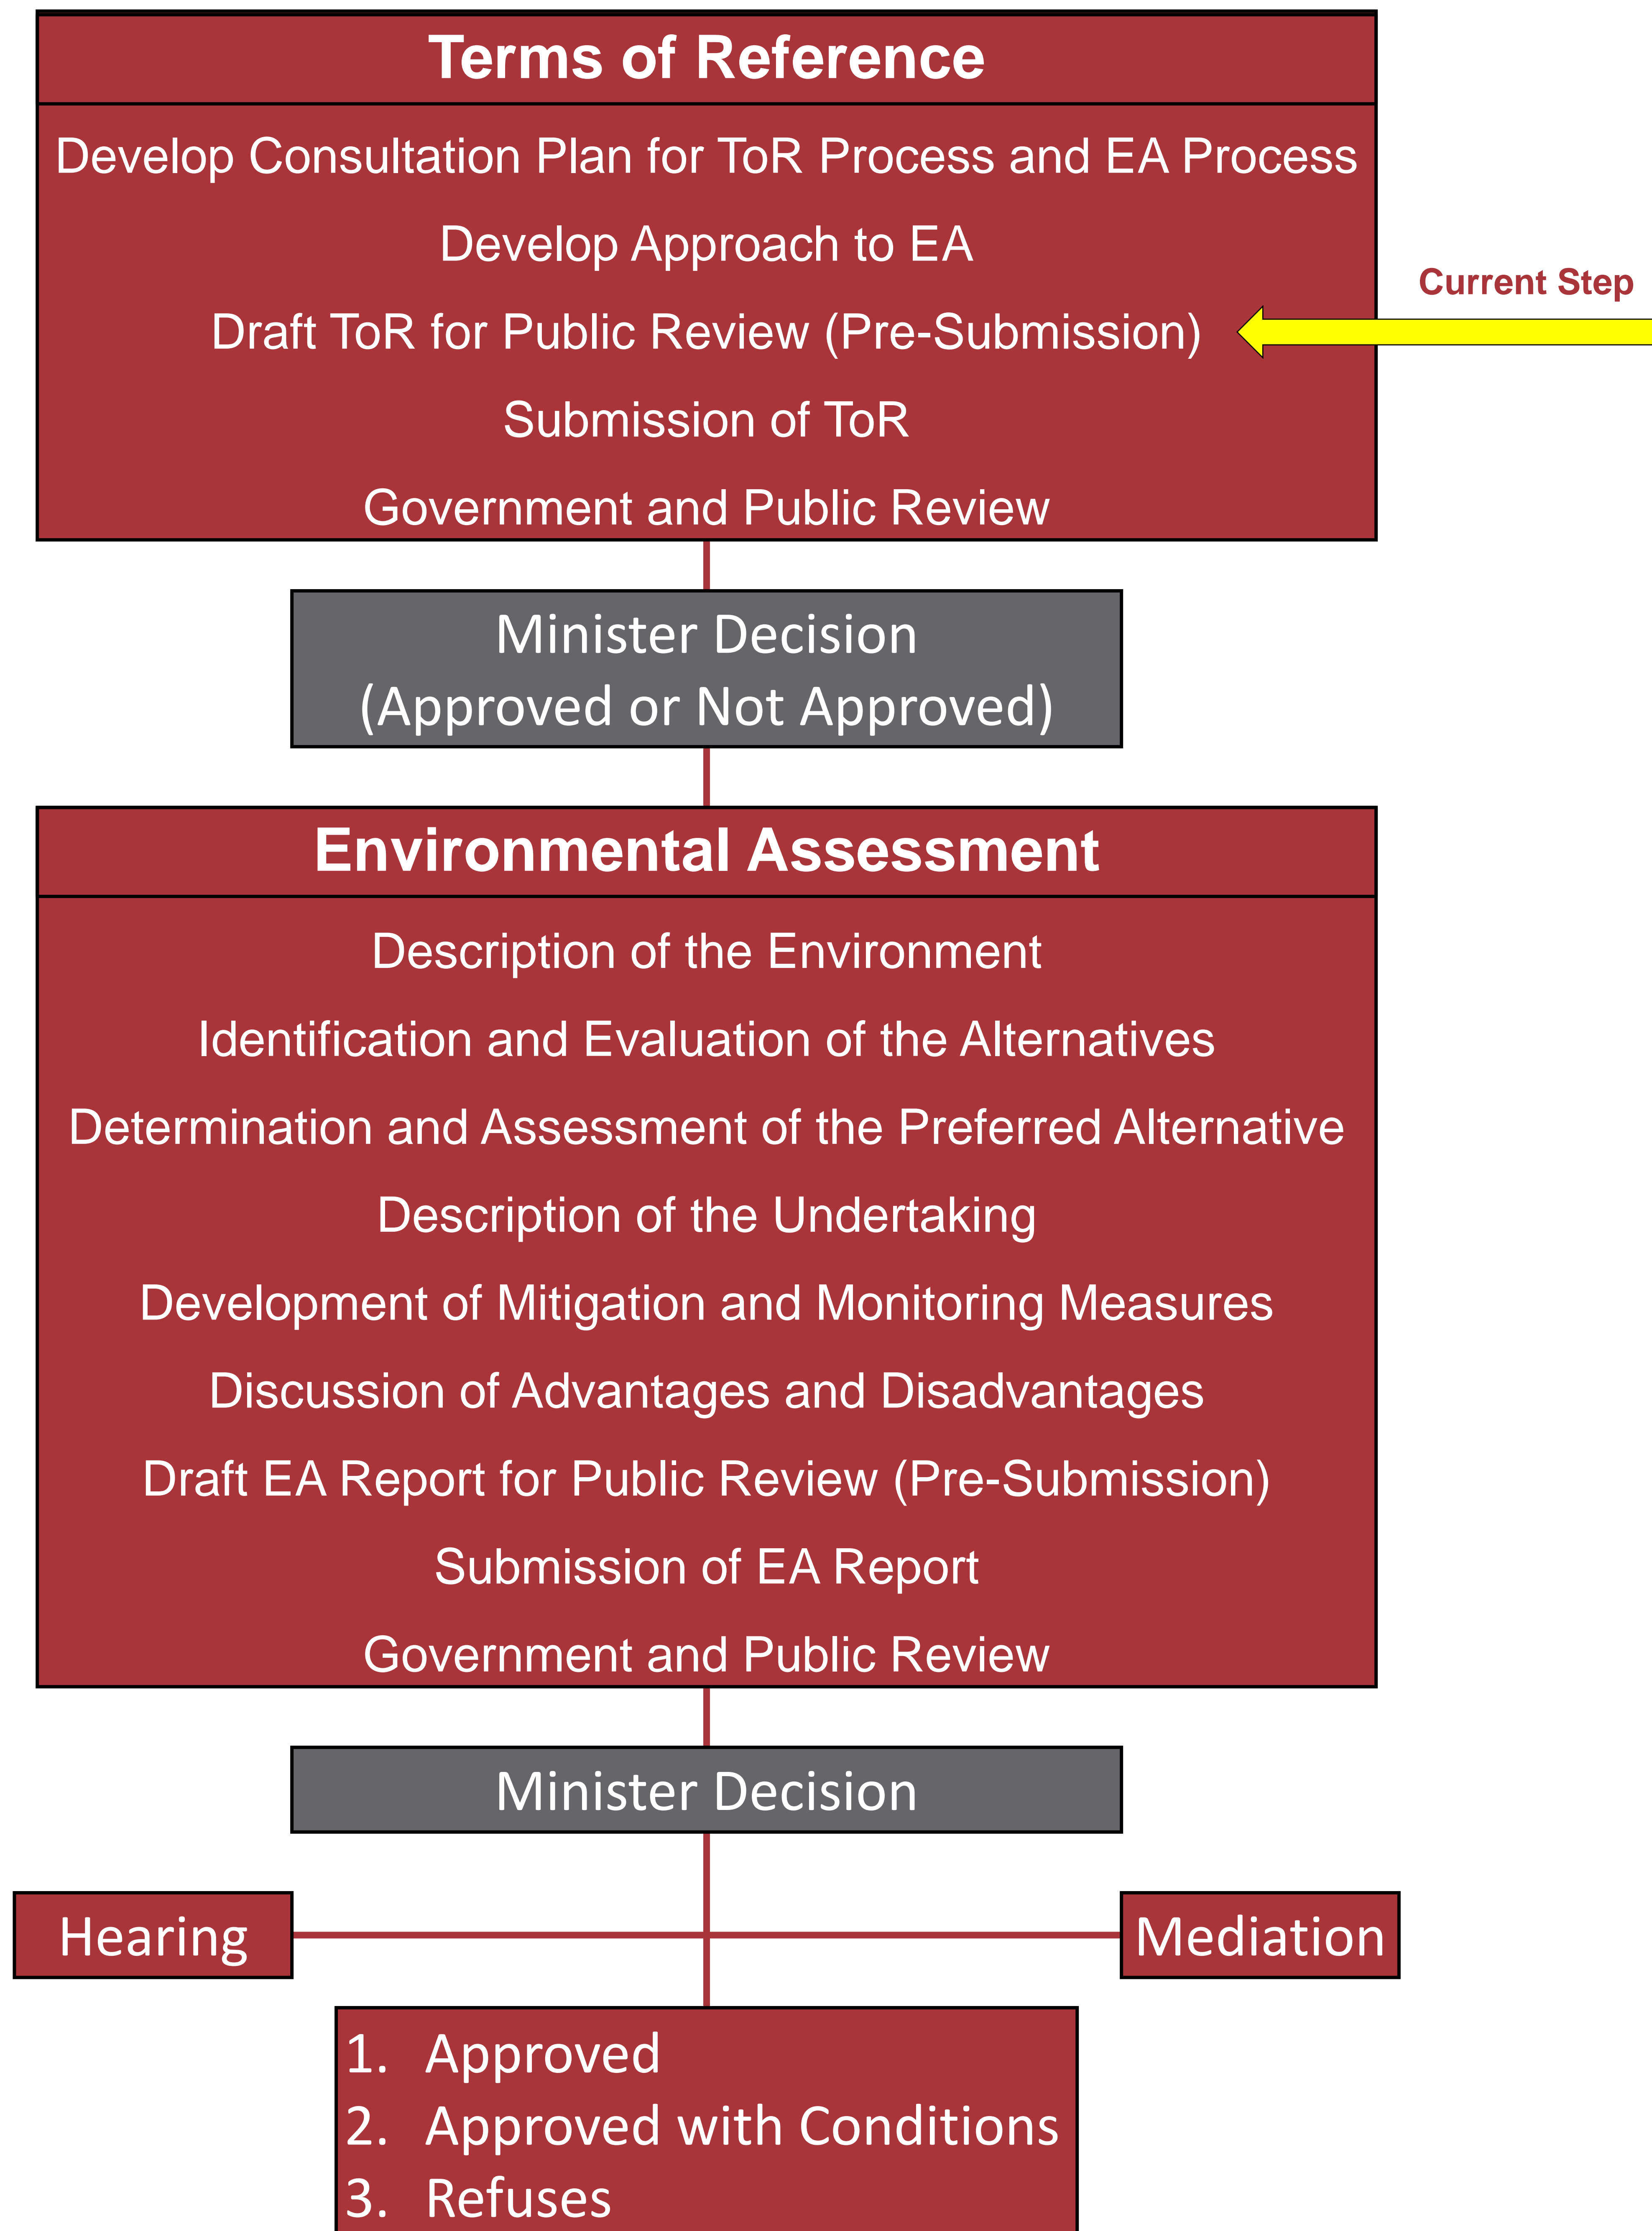 Terms of Reference
Develop Consultation Plan for ToR Process and EA Process
Develop Approach to EA
Current Step
Draft ToR for Public Review (Pre-Submission)
Submission of ToR
Government and Public Review
Minister Decision
(Approved or Not Approved)
Environmental Assessment
Description of the Environment
Identification and Evaluation of the Alternatives
Determination and Assessment of the Preferred Alternative
Description of the Undertaking
Development of Mitigation and Monitoring Measures
Discussion of Advantages and Disadvantages
Draft EA Report for Public Review (Pre-Submission)
Submission of EA Report
Government and Public Review
Minister Decision
Hearing
Mediation
1. Approved
2. Approved with Conditions
3. Refuses